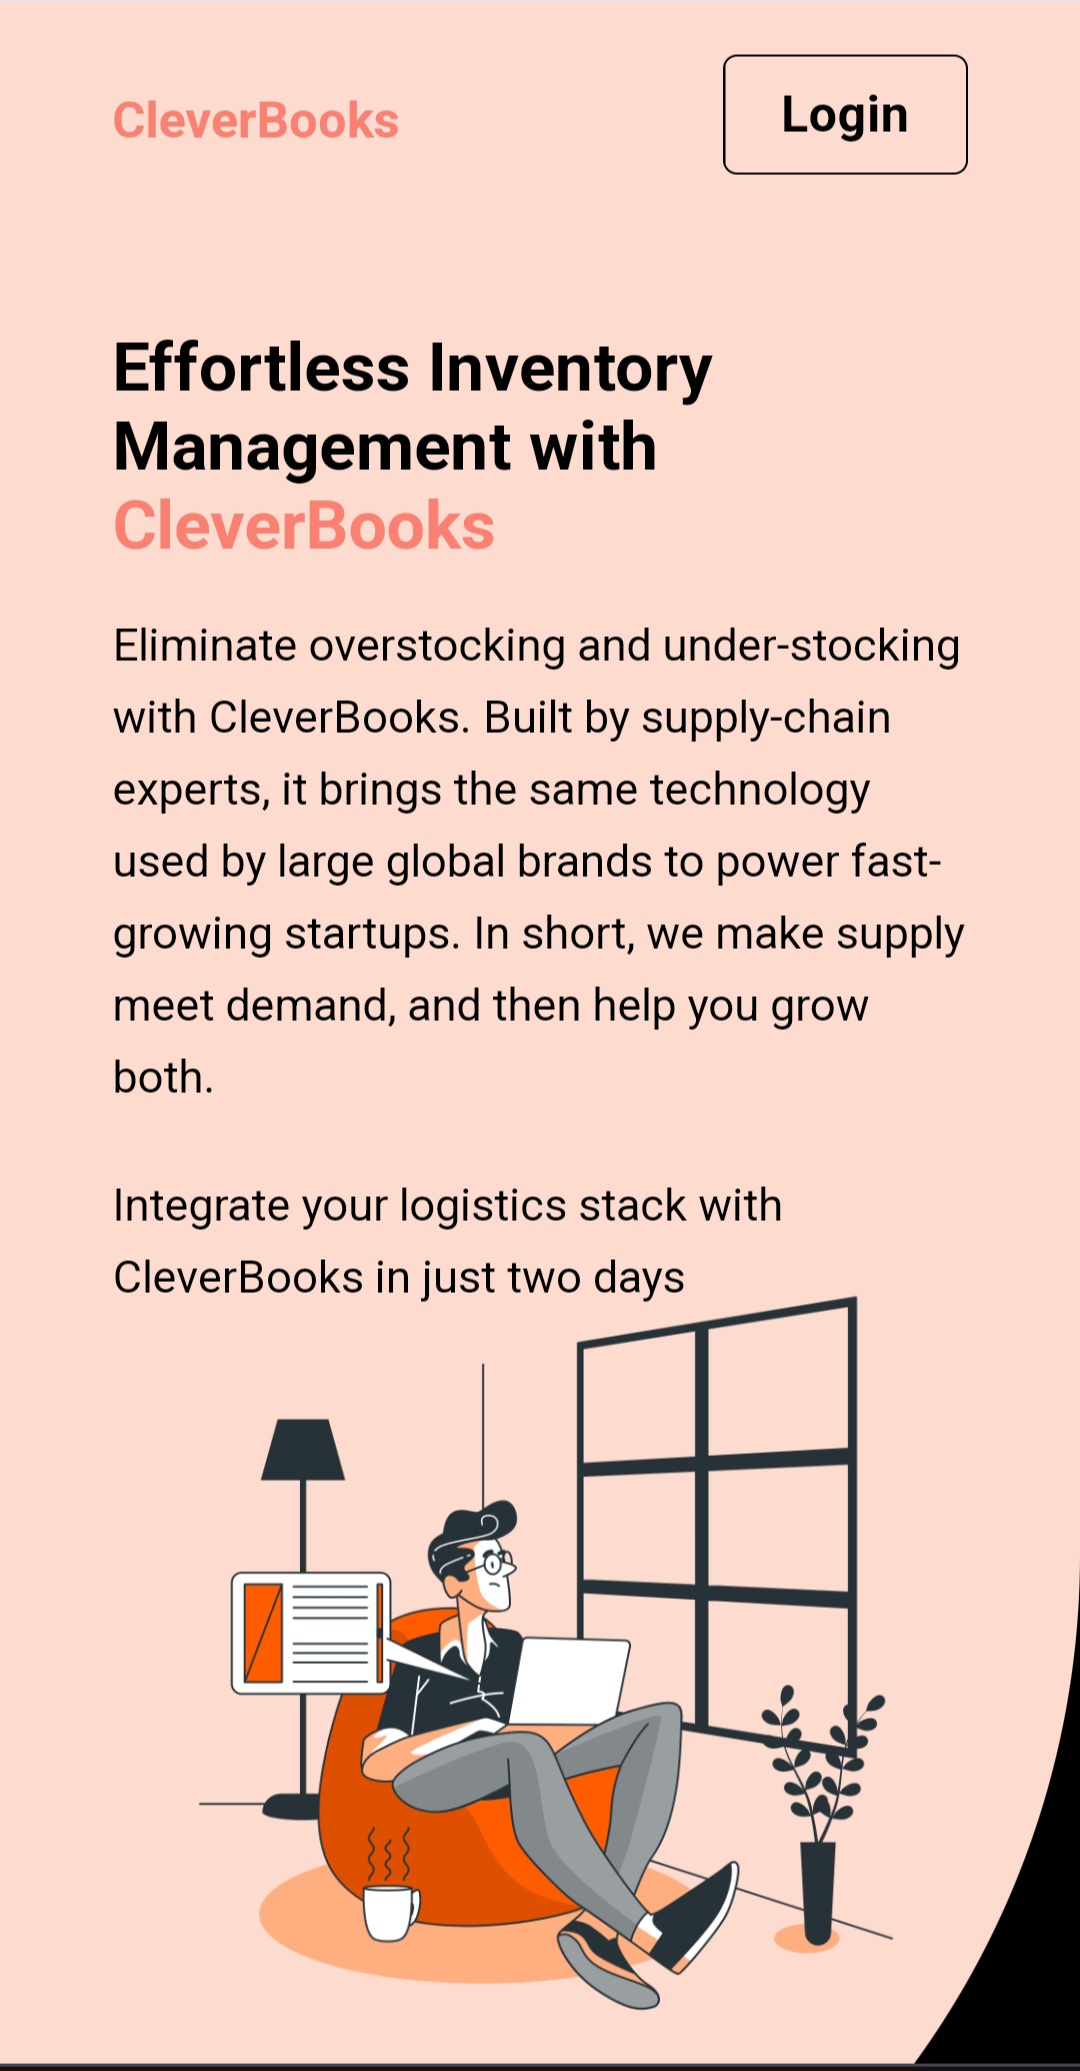 CleverBooks
Login
Effortless Inventory
Management with
CleverBooks
Eliminate overstocking and under-stocking
with CleverBooks. Built by supply-chain
experts, it brings the same technology
used by large global brands to power fast-
growing startups. In short, we make supply
meet demand, and then help you grow
both.
Integrate your logistics stack with
CleverBooks in just two days